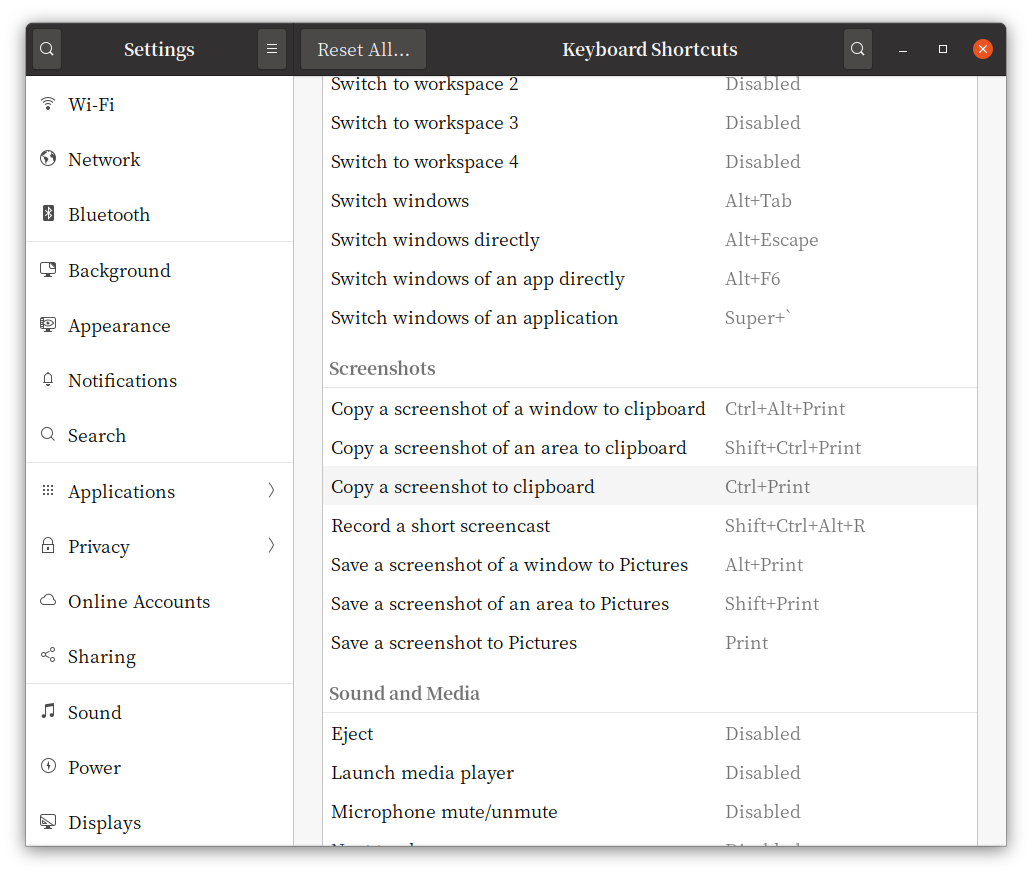 Settings
Reset All...
Keyboard Shortcuts
Wi-Fi
Network
Bluetooth
Background
Appearance
Notifications
Search
Applications
Privacy
Online Accounts
Sharing
Sound
Power
Displays
Switch to workspace 2 Disabled
Switch to workspace 3 Disabled
Switch to workspace 4 Disabled
Switch windows Alt+Tab
Switch windows directly Alt+Escape
Switch windows of an app directly Alt+F6
Switch windows of an application Super+`
Screenshots
Copy a screenshot of a window to clipboard Ctrl+Alt+Print
Copy a screenshot of an area to clipboard Shift+Ctrl+Print
Copy a screenshot to clipboard Ctrl+Print
Record a short screencast Shift+Ctrl+Alt+R
Save a screenshot of a window to Pictures Alt+Print
Save a screenshot of an area to Pictures Shift+Print
Save a screenshot to Pictures Print
Sound and Media
Eject Disabled
Launch media player Disabled
Microphone mute/unmute Disabled